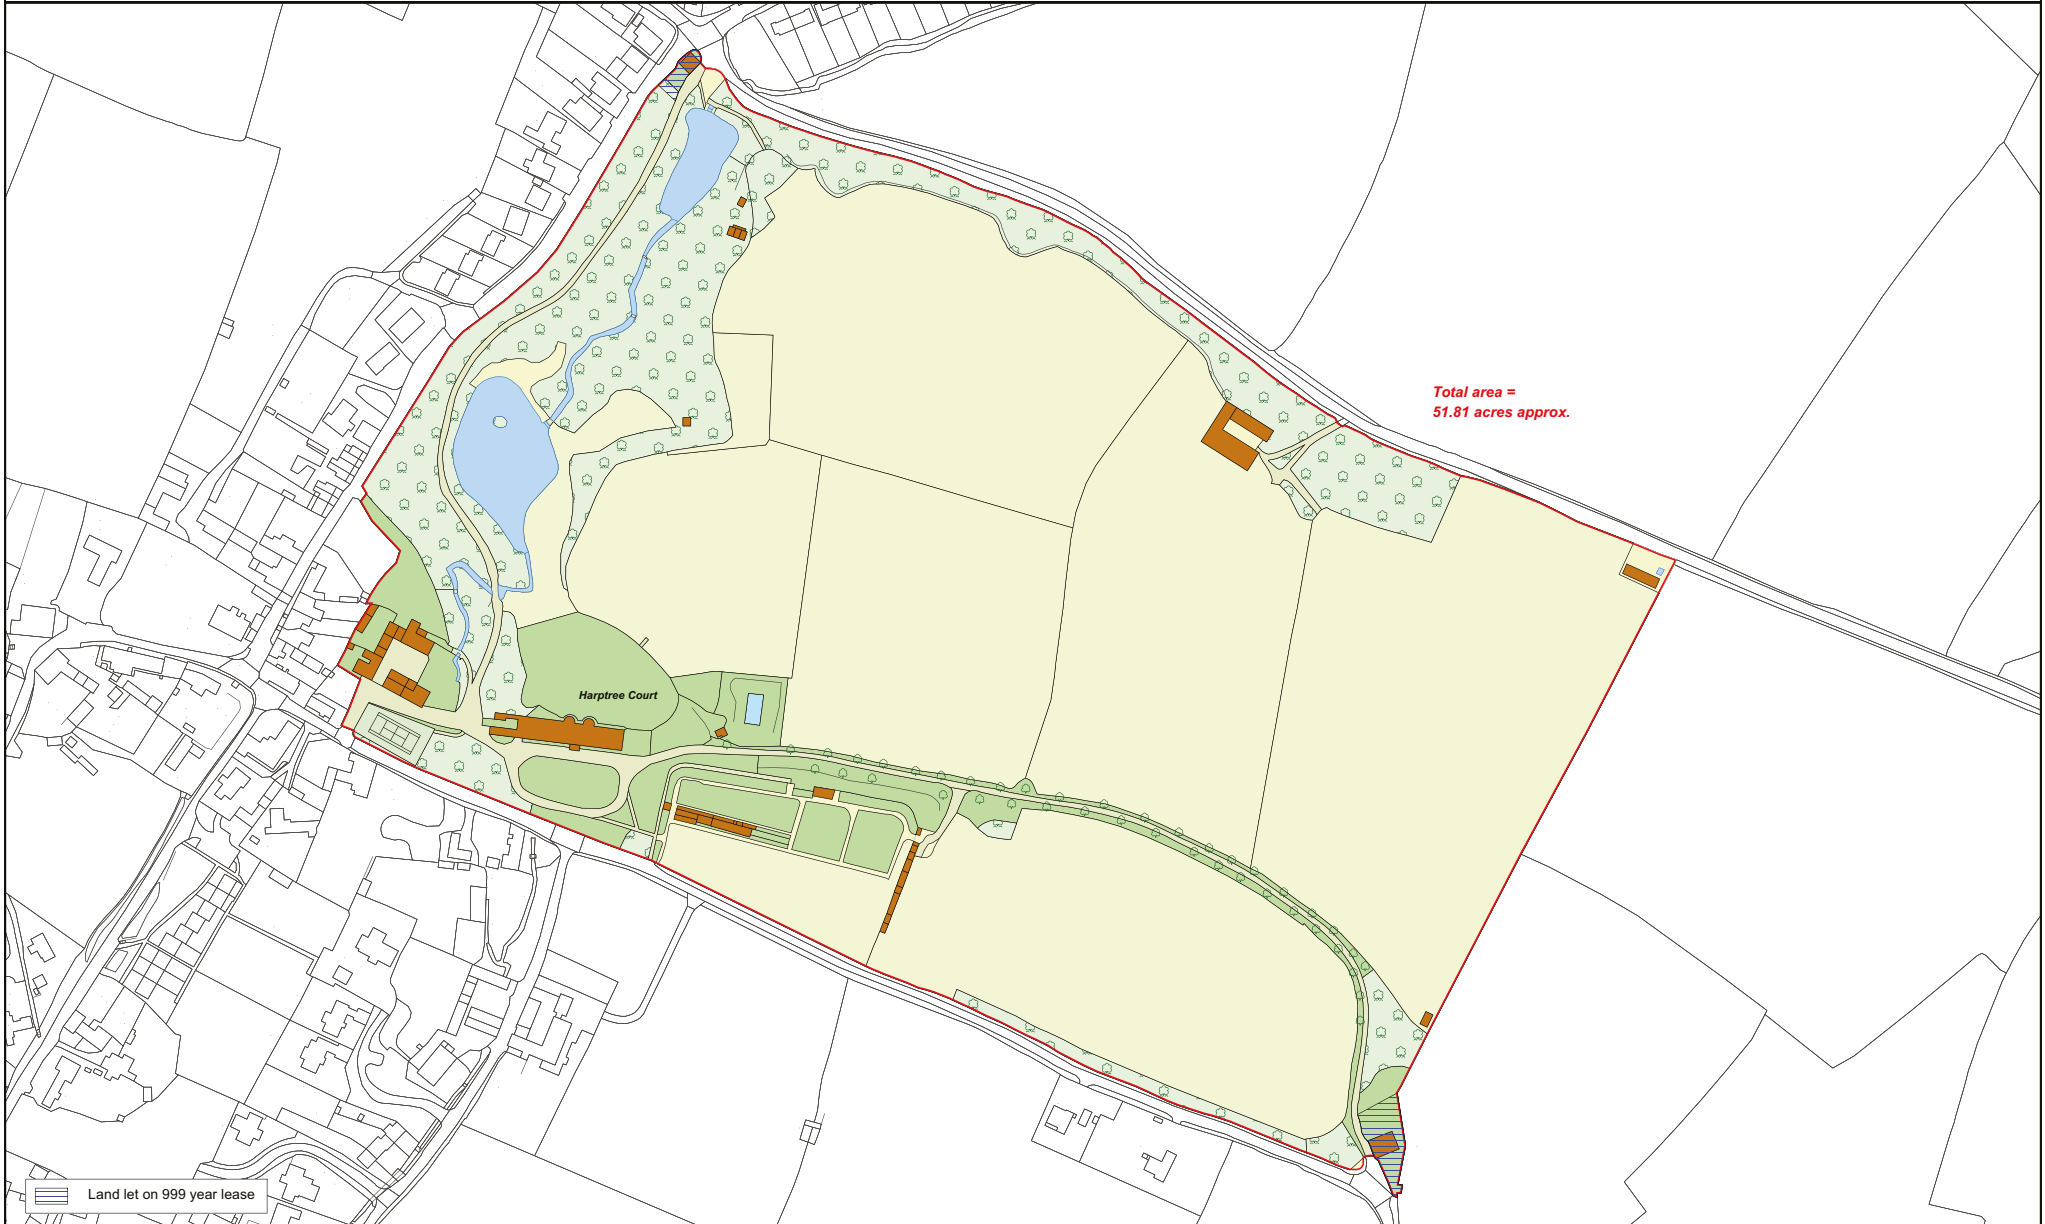 Total area =
51.81 acres approx.
Harptree Court
Land let on 999 year lease